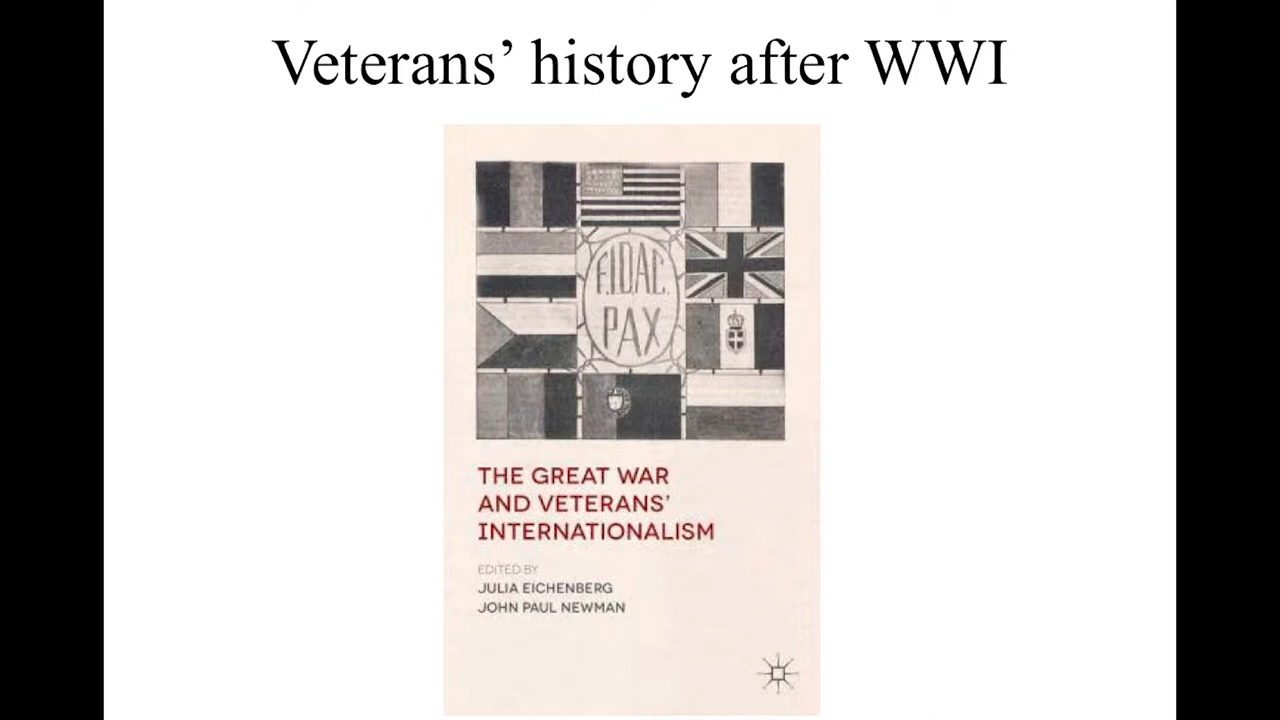 Veterans’ history after WWI
F.I.D.A.C.
PAX
THE GREAT WAR
AND VETERANS’
INTERNATIONALISM
EDITED BY
JULIA EICHENBERG
JOHN PAUL NEWMAN